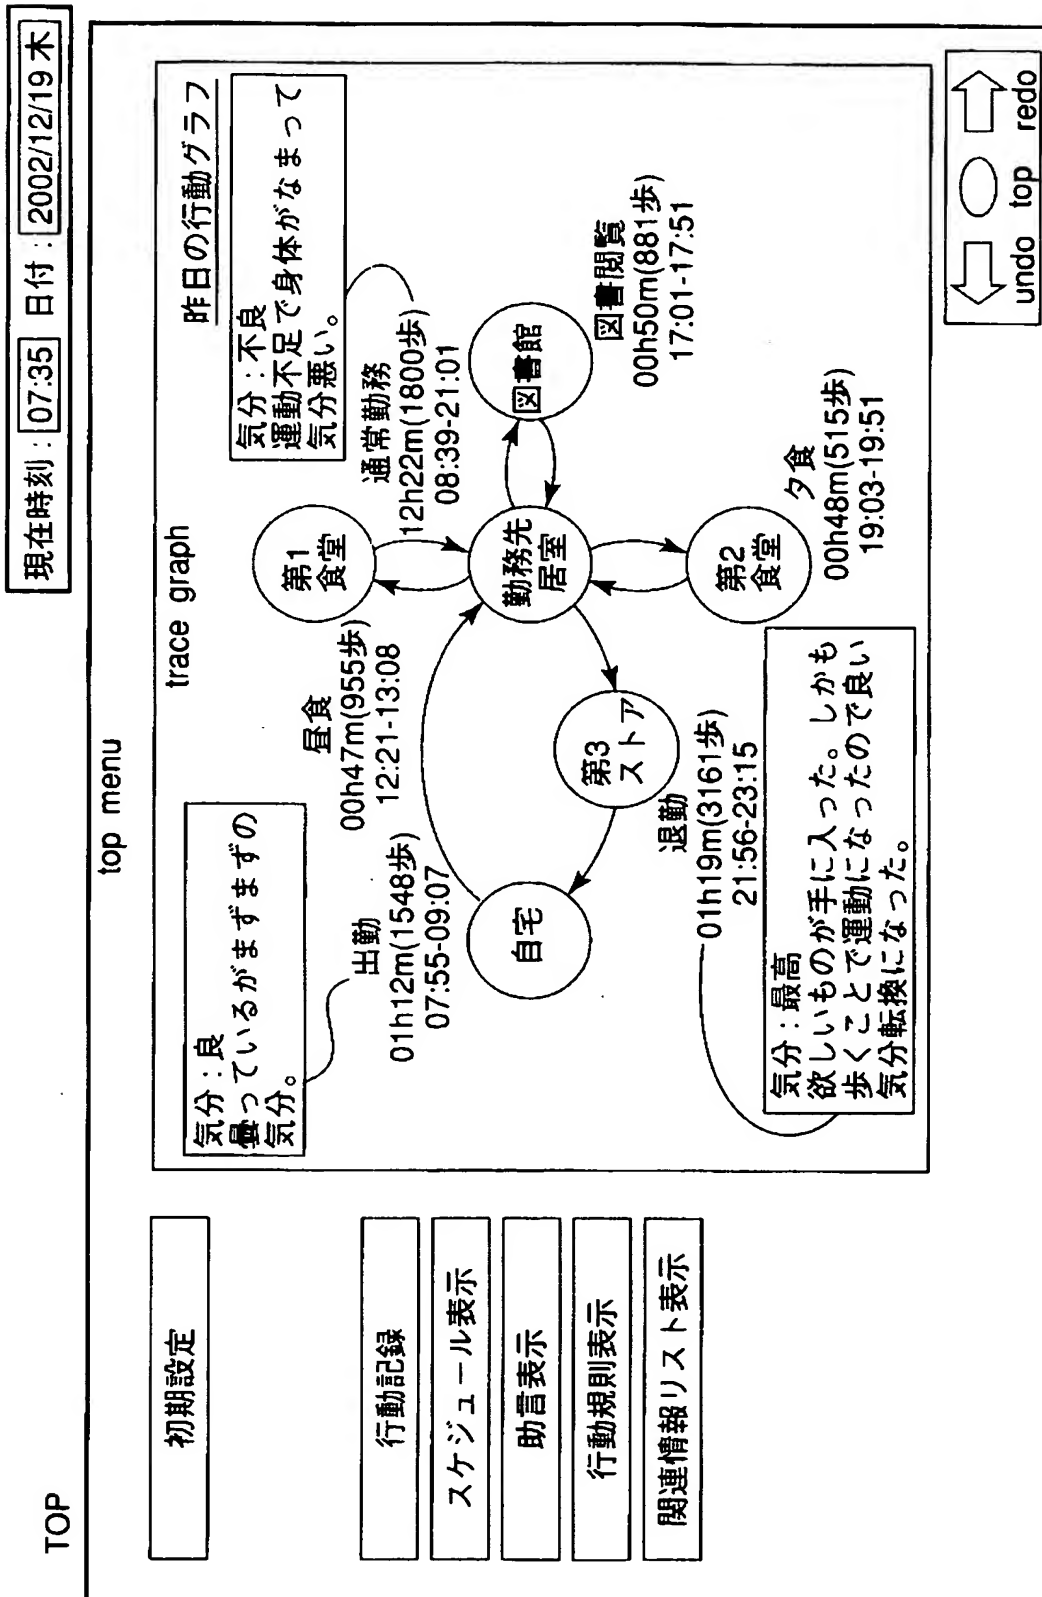 TOP
現在時刻：07:35 日付：2002/12/19 木
top menu
初期設定
行動記録
スケジュール表示
助言表示
行動規則表示
関連情報リスト表示
trace graph
昨日の行動グラフ
気分：良
曇っているがまずまずの
気分。
出勤
01h12m(1548歩)
07:55-09:07
昼食
00h47m(955歩)
12:21-13:08
気分：不良
運動不足で身体がなまって
気分悪い。
通常勤務
12h22m(1800歩)
08:39-21:01
第1
食堂
自宅
勤務先
居室
図書館
図書閲覧
00h50m(881歩)
17:01-17:51
第3
ストア
第2
食堂
退勤
01h19m(3161歩)
21:56-23:15
夕食
00h48m(515歩)
19:03-19:51
気分：最高
欲しいものが手に入った。しかも
歩くことで運動になったので良い
気分転換になった。
undo top redo